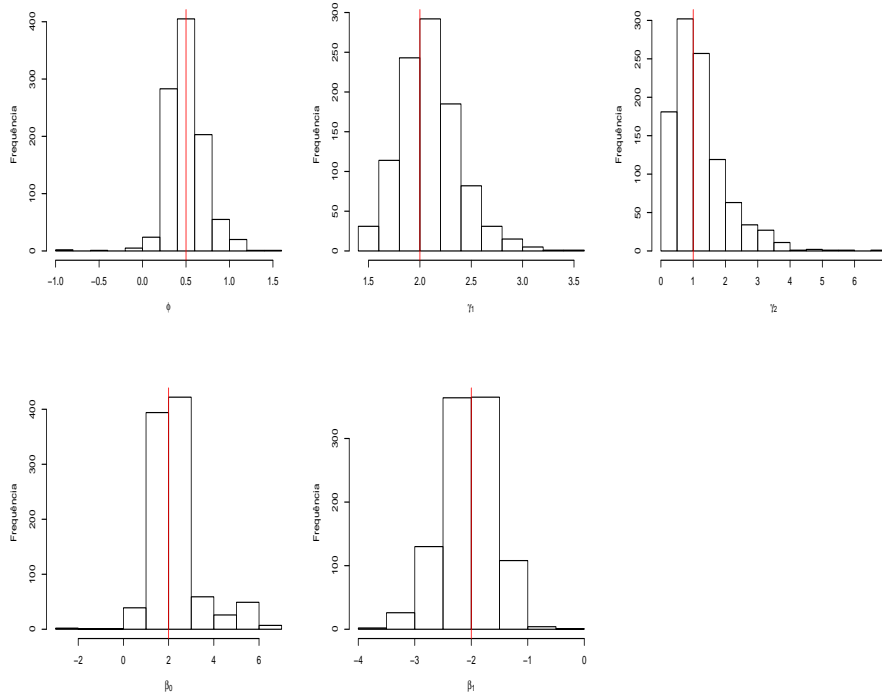 Frequência
0 100 200 300 400
−1.0 −0.5 0.0 0.5 1.0 1.5
ϕ
Frequência
0 50 100 150 200 250 300
1.5 2.0 2.5 3.0 3.5
γ1
Frequência
0 50 100 150 200 250 300
0 1 2 3 4 5 6
γ2
Frequência
0 100 200 300 400
−2 0 2 4 6
β0
Frequência
0 100 200 300
−4 −3 −2 −1 0
β1